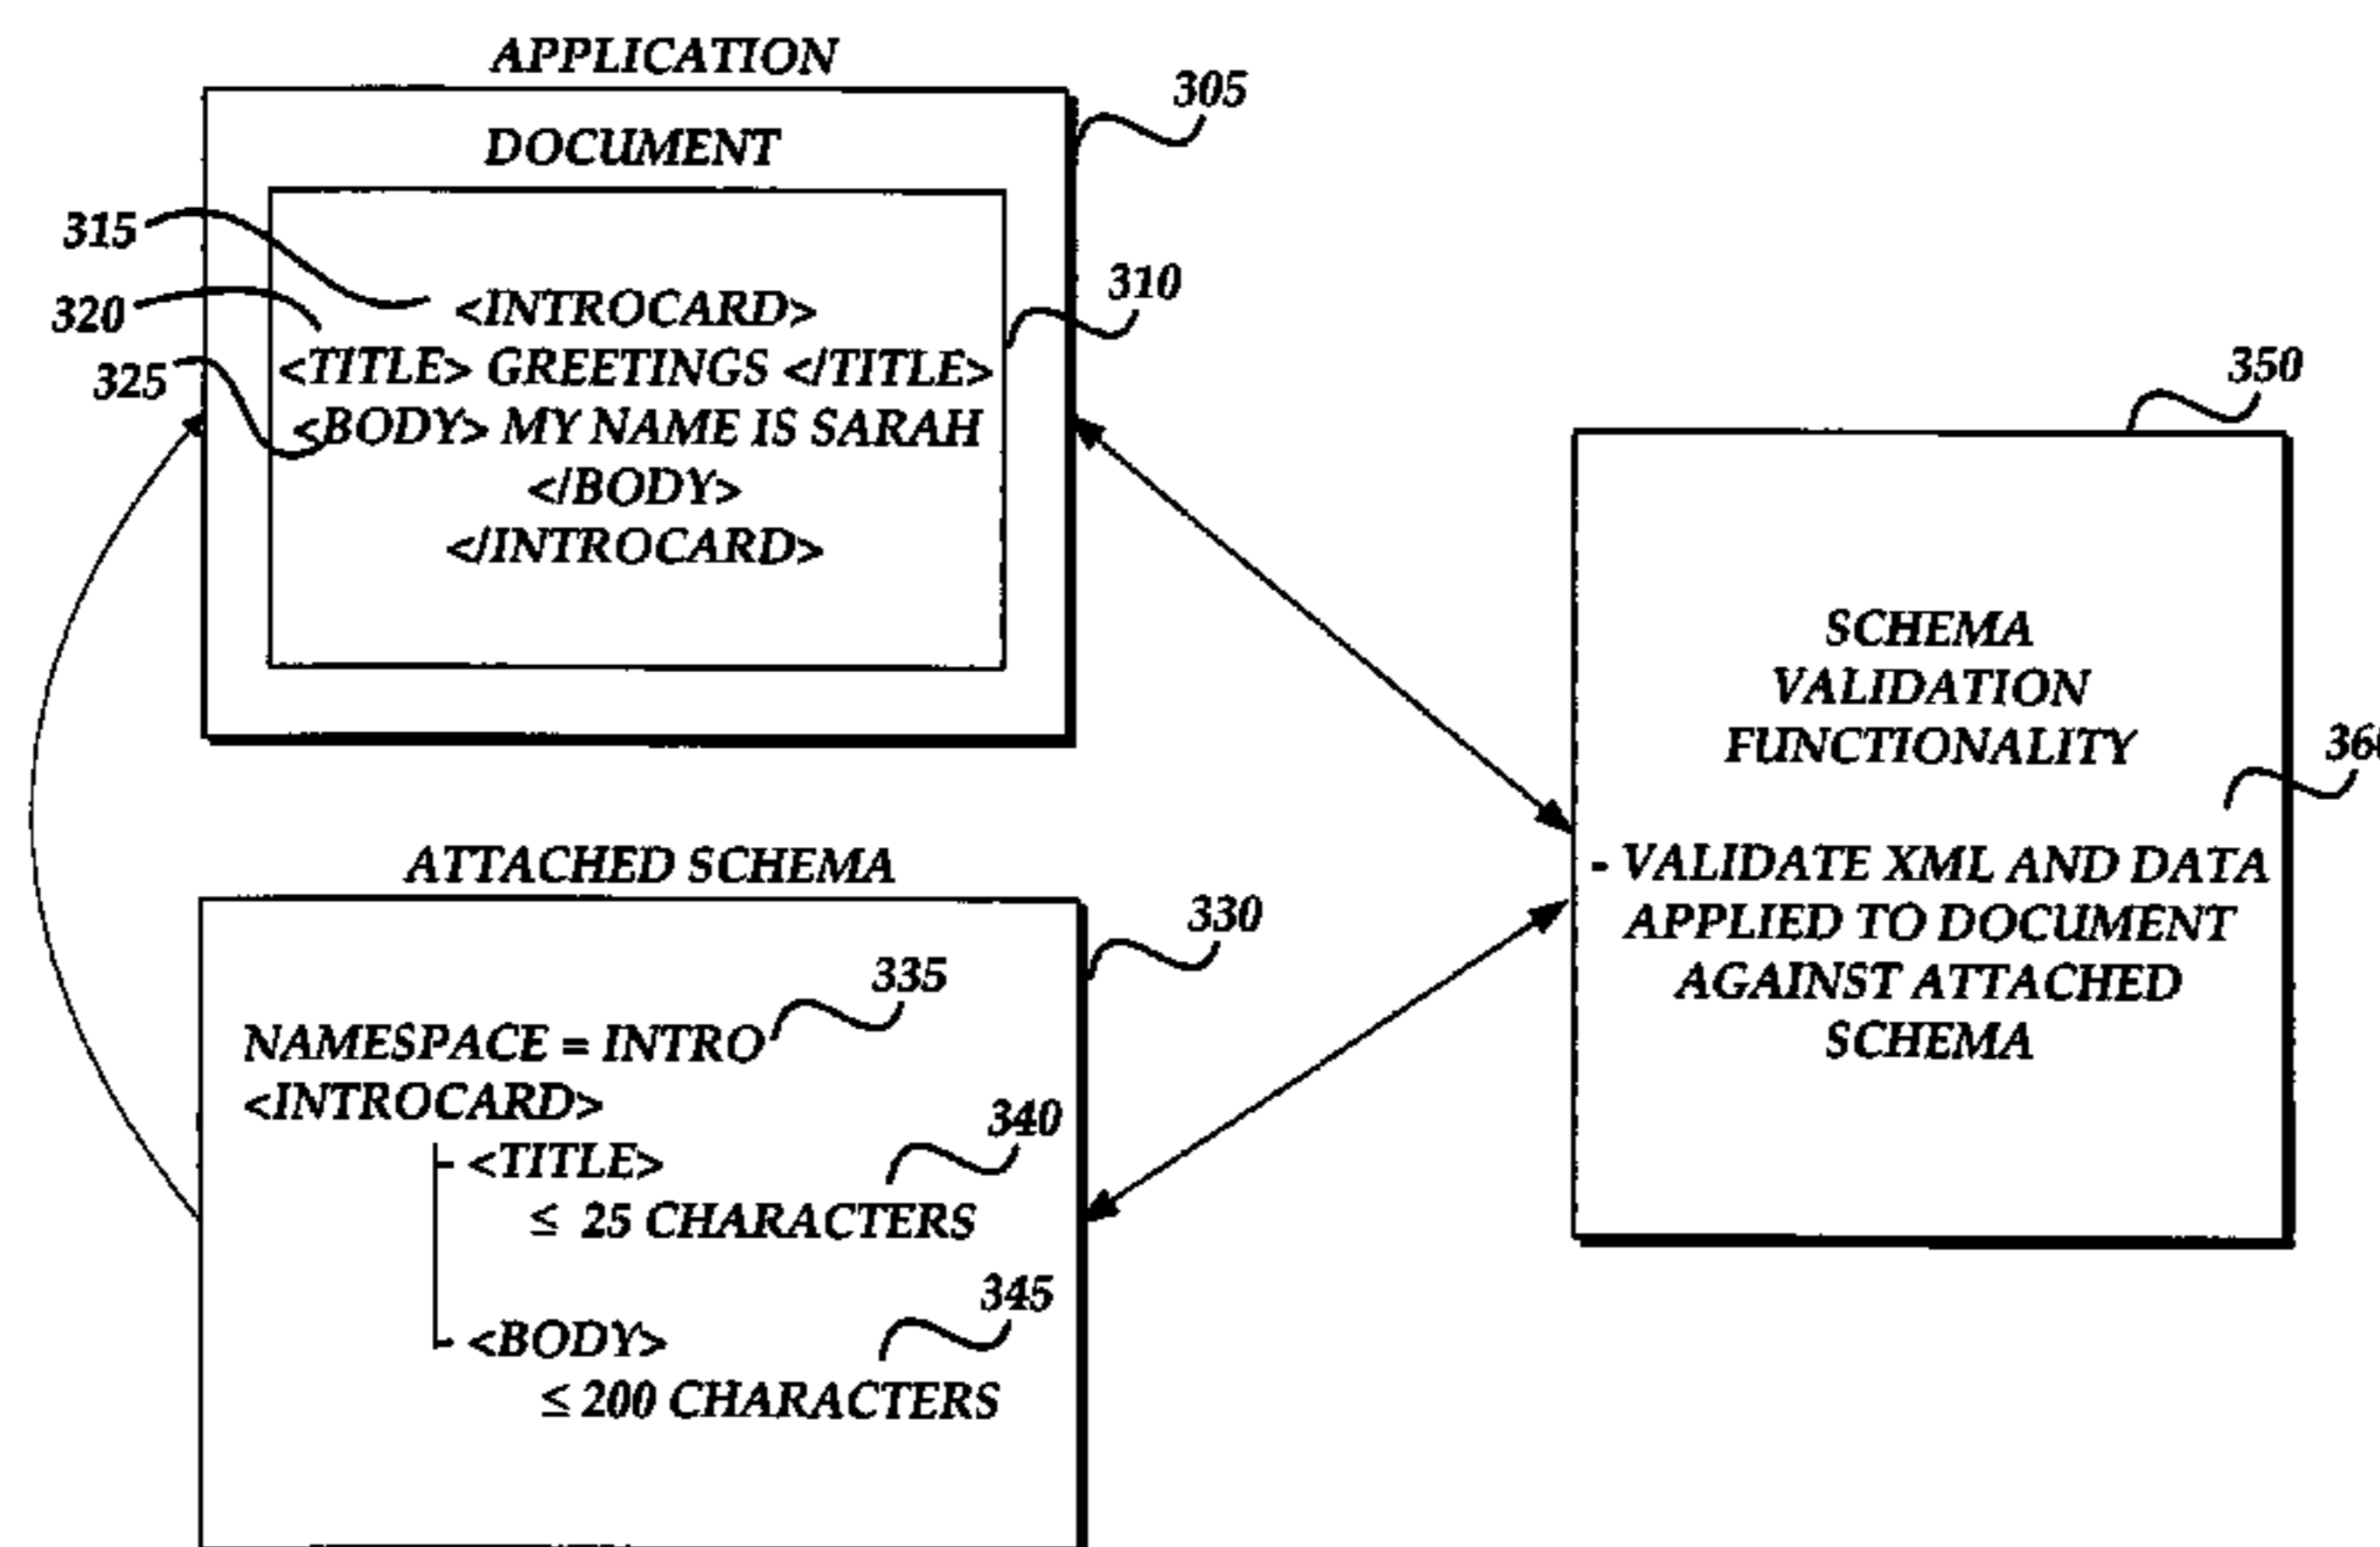 APPLICATION
305
DOCUMENT
315
310
<INTROCARD>
320
<TITLE> GREETINGS </TITLE>
325
<BODY> MY NAME IS SARAH
</BODY>
</INTROCARD>
350
SCHEMA
VALIDATION
FUNCTIONALITY
- VALIDATE XML AND DATA
APPLIED TO DOCUMENT
AGAINST ATTACHED
SCHEMA
ATTACHED SCHEMA
330
335
NAMESPACE = INTRO
<INTROCARD>
340
<TITLE>
≤ 25 CHARACTERS
345
<BODY>
≤ 200 CHARACTERS